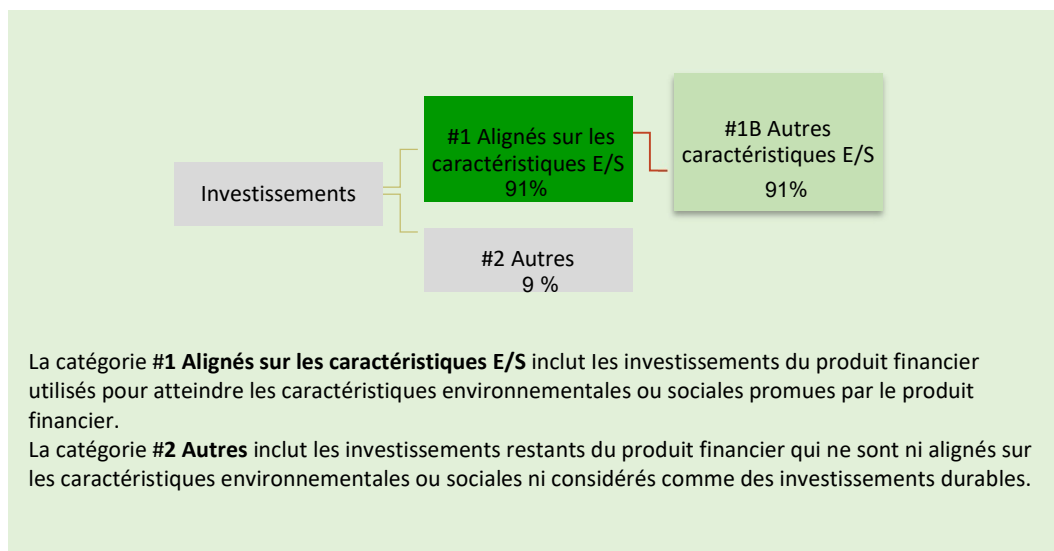 Investissements
#1 Alignés sur les
caractéristiques E/S
91%
#1B Autres
caractéristiques E/S
91%
#2 Autres
9 %
La catégorie #1 Alignés sur les caractéristiques E/S inclut les investissements du produit financier
utilisés pour atteindre les caractéristiques environnementales ou sociales promues par le produit
financier.
La catégorie #2 Autres inclut les investissements restants du produit financier qui ne sont ni alignés sur
les caractéristiques environnementales ou sociales ni considérés comme des investissements durables.